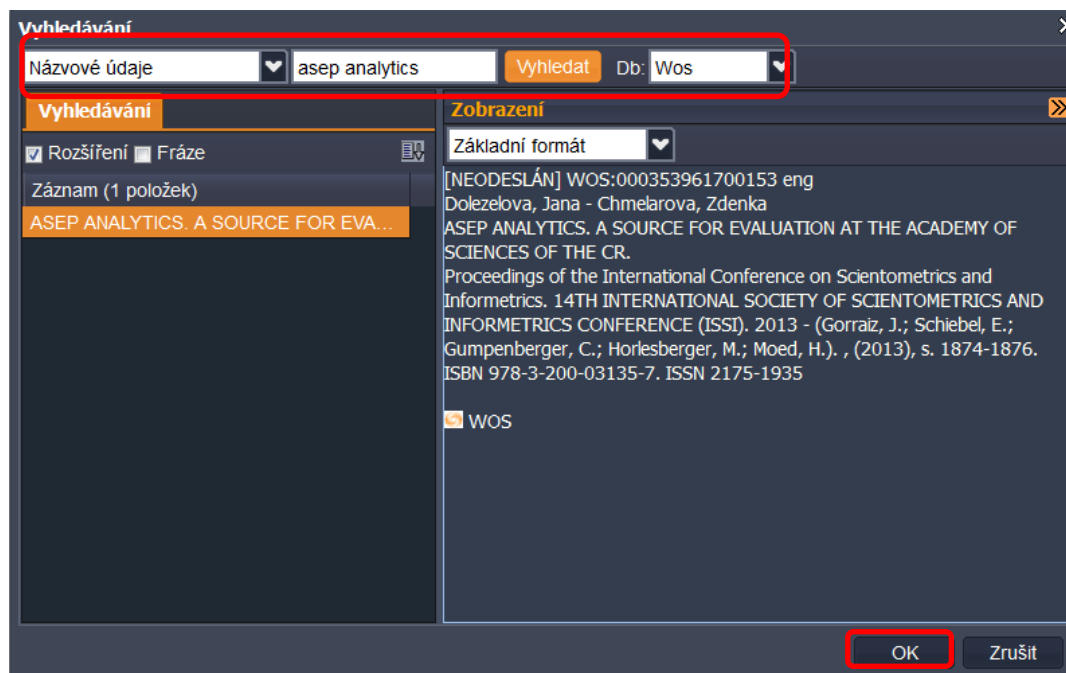 Vyhledávání
Názvové údaje asep analytics Vyhledat Db: Wos
Vyhledávání
Rozšíření Fráze
Záznam (1 položek)
ASEP ANALYTICS. A SOURCE FOR EVA...
Zobrazení
Základní formát
[NEODESLÁN] WOS:000353961700153 eng
Dolezelova, Jana - Chmelarova, Zdenka
ASEP ANALYTICS. A SOURCE FOR EVALUATION AT THE ACADEMY OF
SCIENCES OF THE CR.
Proceedings of the International Conference on Scientometrics and
Informetrics. 14TH INTERNATIONAL SOCIETY OF SCIENTOMETRICS AND
INFORMETRICS CONFERENCE (ISSI). 2013 - (Gorraiz, J.; Schiebel, E.;
Gumpenberger, C.; Horlesberger, M.; Moed, H.). , (2013), s. 1874-1876.
ISBN 978-3-200-03135-7. ISSN 2175-1935
WOS
OK Zrušit